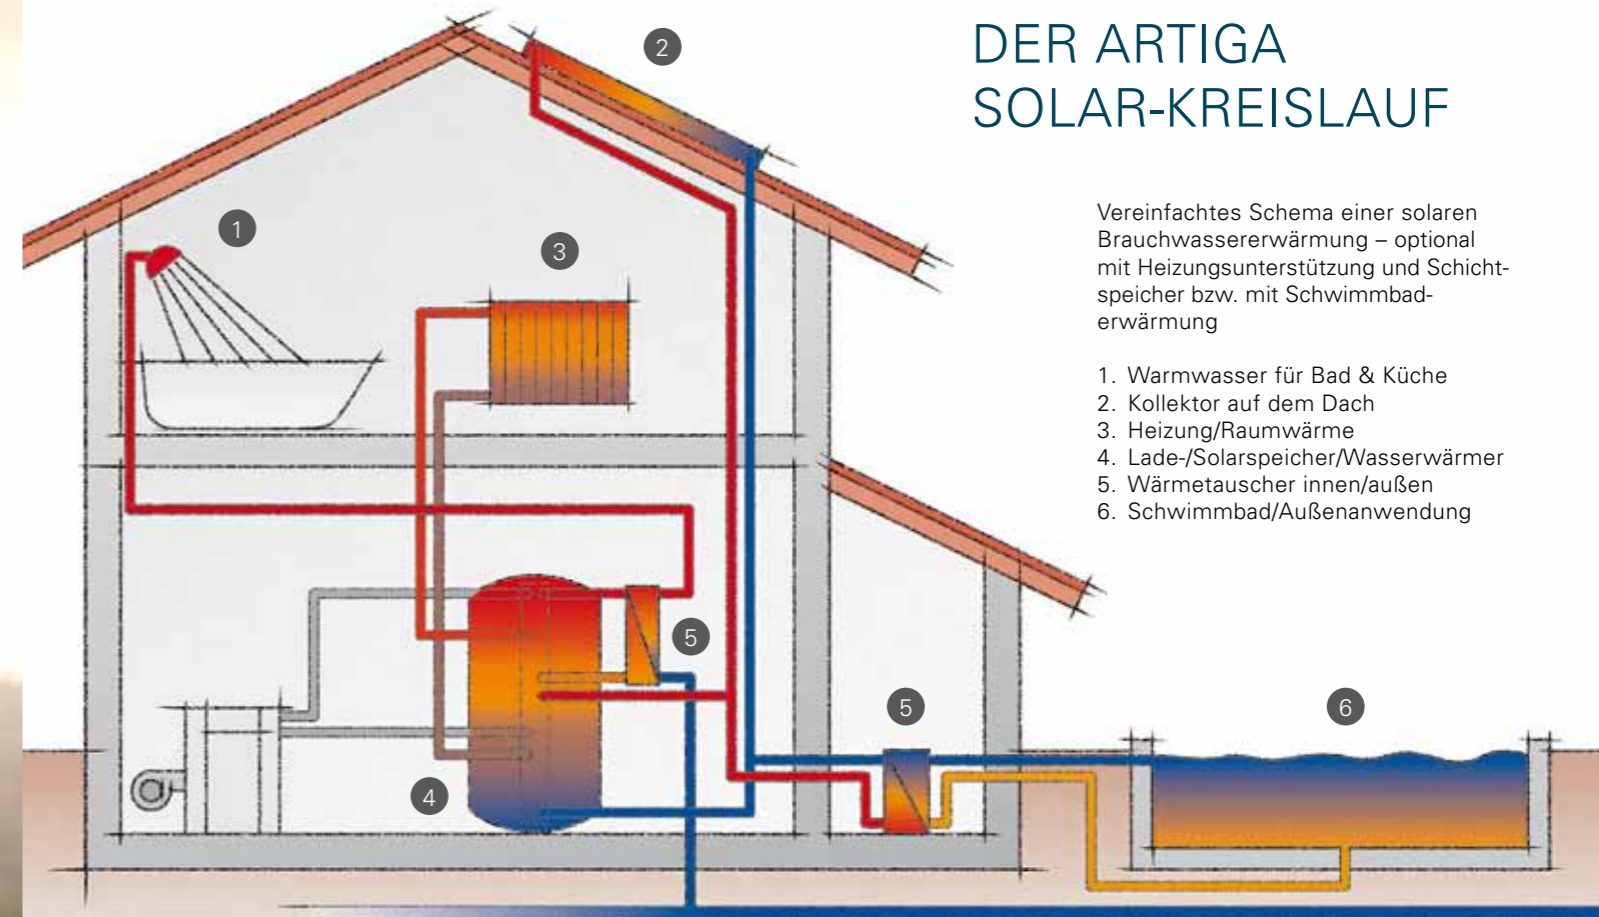 DER ARTIGA
SOLAR-KREISLAUF
Vereinfachtes Schema einer solaren
Brauchwassererwärmung – optional
mit Heizungsunterstützung und Schicht-
speicher bzw. mit Schwimmbad-
erwärmung
1. Warmwasser für Bad & Küche
2. Kollektor auf dem Dach
3. Heizung/Raumwärme
4. Lade-/Solarspeicher/Wasserwärmer
5. Wärmetauscher innen/außen
6. Schwimmbad/Außenanwendung
2
1
3
5
5
6
4